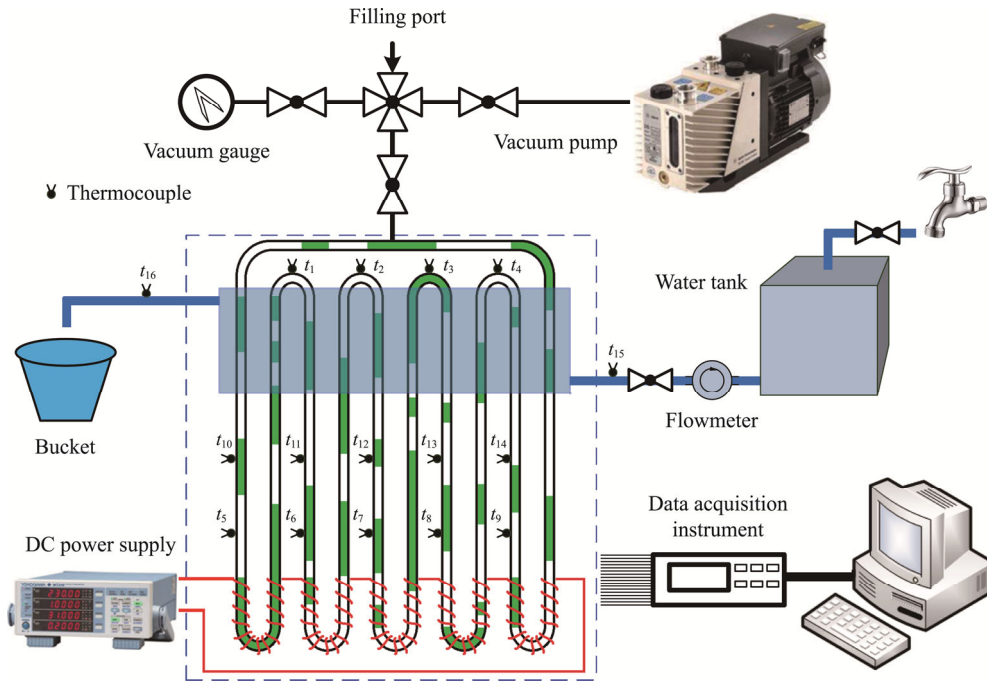 Filling port
Vacuum gauge
Vacuum pump
Thermocouple
t1
t2
t3
t4
t16
Water tank
t15
Bucket
Flowmeter
t10
t11
t12
t13
t14
t5
t6
t7
t8
t9
Data acquisition
instrument
DC power supply
YOKOGAWA